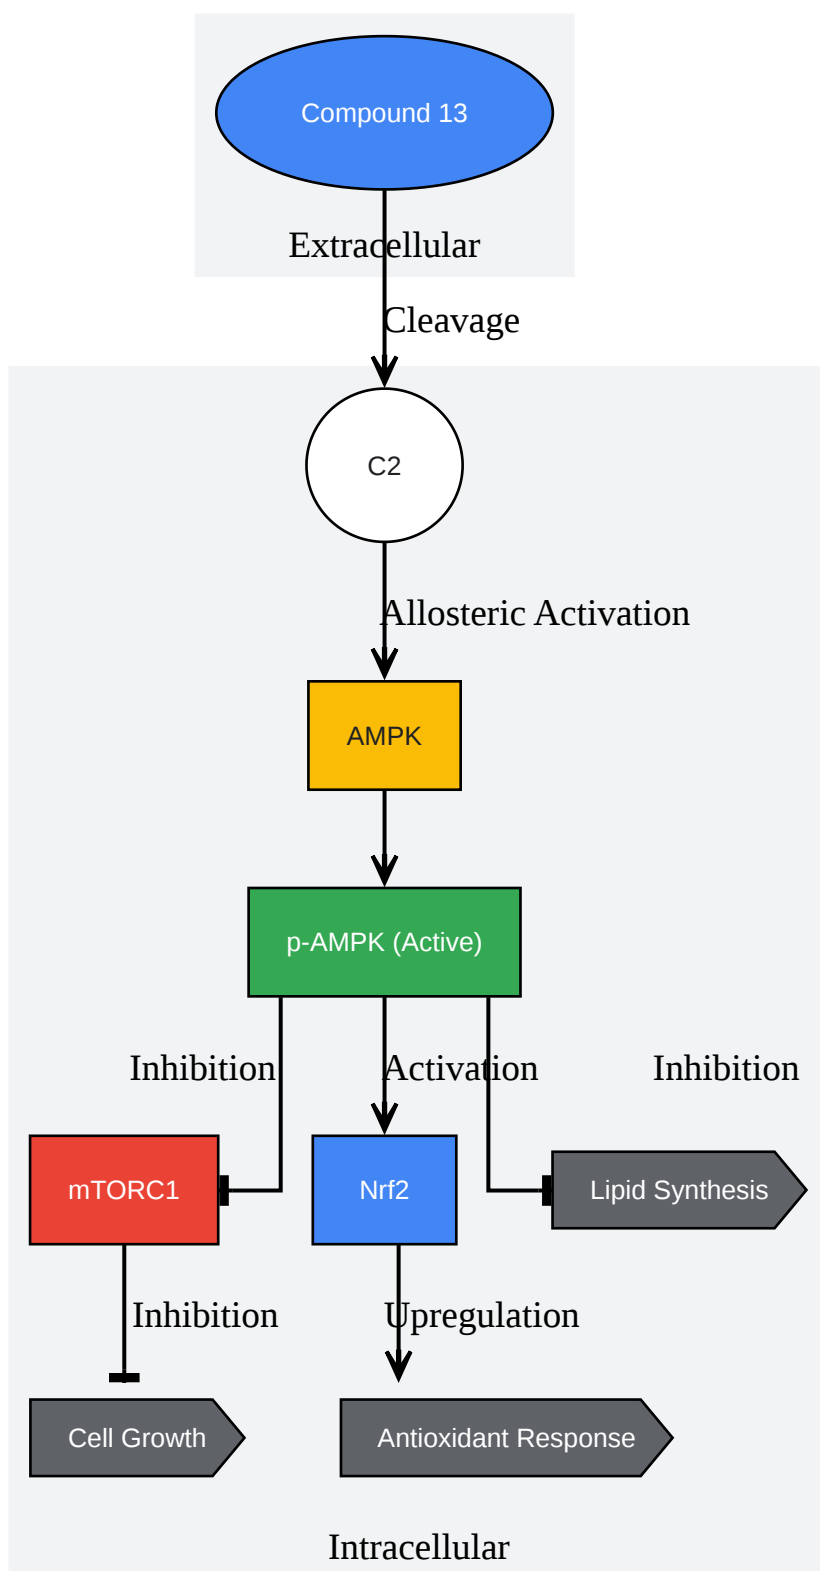 Compound 13
Extracellular
Cleavage
C2
Allosteric Activation
AMPK
p-AMPK (Active)
Inhibition
Activation
Inhibition
mTORC1
Nrf2
Lipid Synthesis
Inhibition
Upregulation
Cell Growth
Antioxidant Response
Intracellular